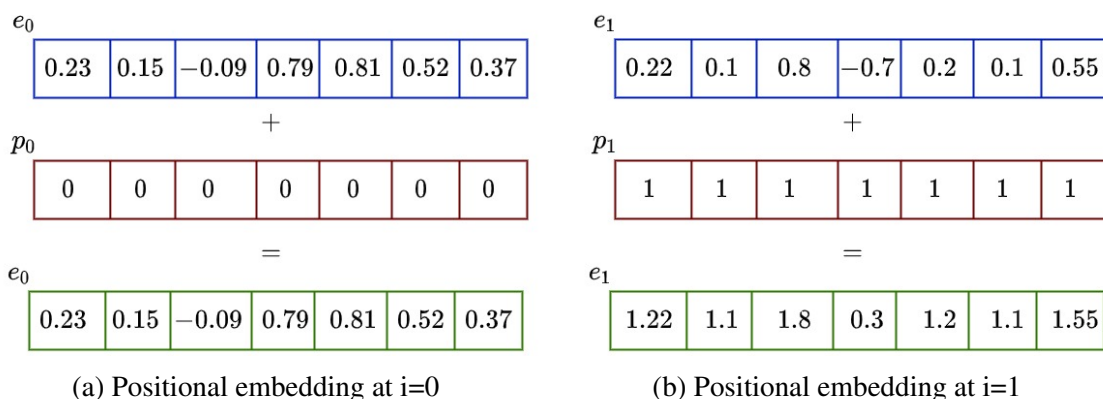 e0 e1
0.23 0.15 −0.09 0.79 0.81 0.52 0.37 0.22 0.1 0.8 −0.7 0.2 0.1 0.55
+ +
p0 p1
0 0 0 0 0 0 0 1 1 1 1 1 1 1
= =
e0 e1
0.23 0.15 −0.09 0.79 0.81 0.52 0.37 1.22 1.1 1.8 0.3 1.2 1.1 1.55
(a) Positional embedding at i=0 (b) Positional embedding at i=1